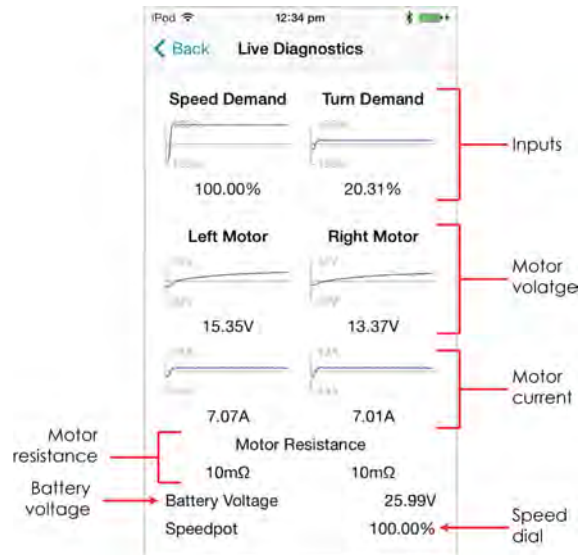 iPod 12:34 pm
Back Live Diagnostics
Speed Demand Turn Demand
100.00% 20.31%
Inputs
Left Motor Right Motor
15.35V 13.37V
Motor
volatge
7.07A 7.01A
Motor
current
Motor Resistance
10mΩ 10mΩ
Motor
resistance
Battery Voltage 25.99V
Battery
voltage
Speedpot 100.00%
Speed
dial